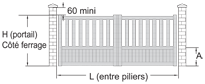 60 mini
H (portail)
Côté ferrage
A
L (entre piliers)